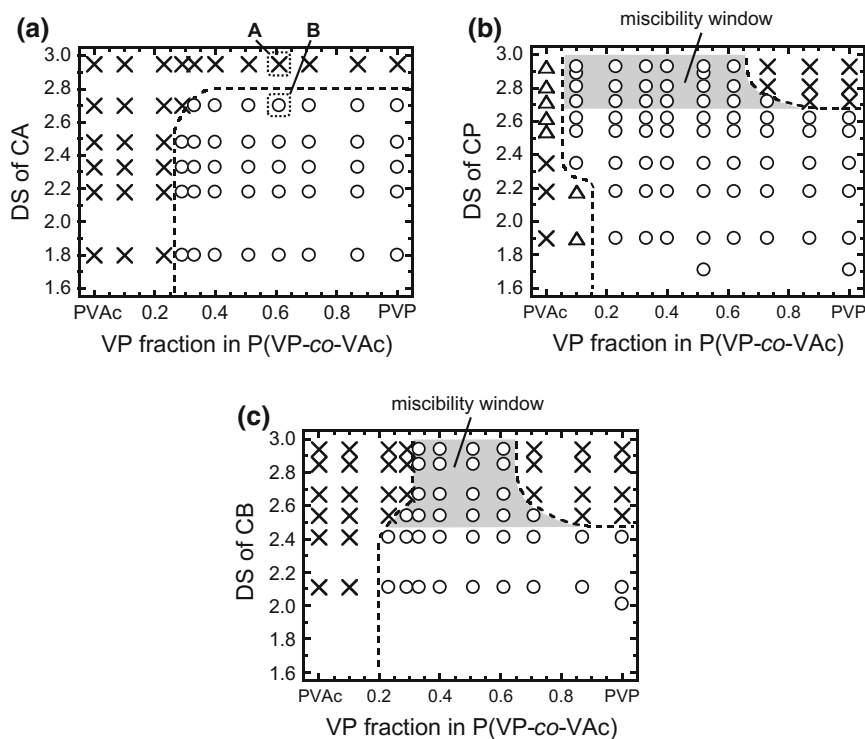 (a)
A
B
3.0
2.8
2.6
2.4
2.2
2.0
1.8
1.6
DS of CA
PVAc
0.2
0.4
0.6
0.8
PVP
VP fraction in P(VP-co-VAc)
(b)
miscibility window
3.0
2.8
2.6
2.4
2.2
2.0
1.8
1.6
DS of CP
PVAc
0.2
0.4
0.6
0.8
PVP
VP fraction in P(VP-co-VAc)
(c)
miscibility window
3.0
2.8
2.6
2.4
2.2
2.0
1.8
1.6
DS of CB
PVAc
0.2
0.4
0.6
0.8
PVP
VP fraction in P(VP-co-VAc)